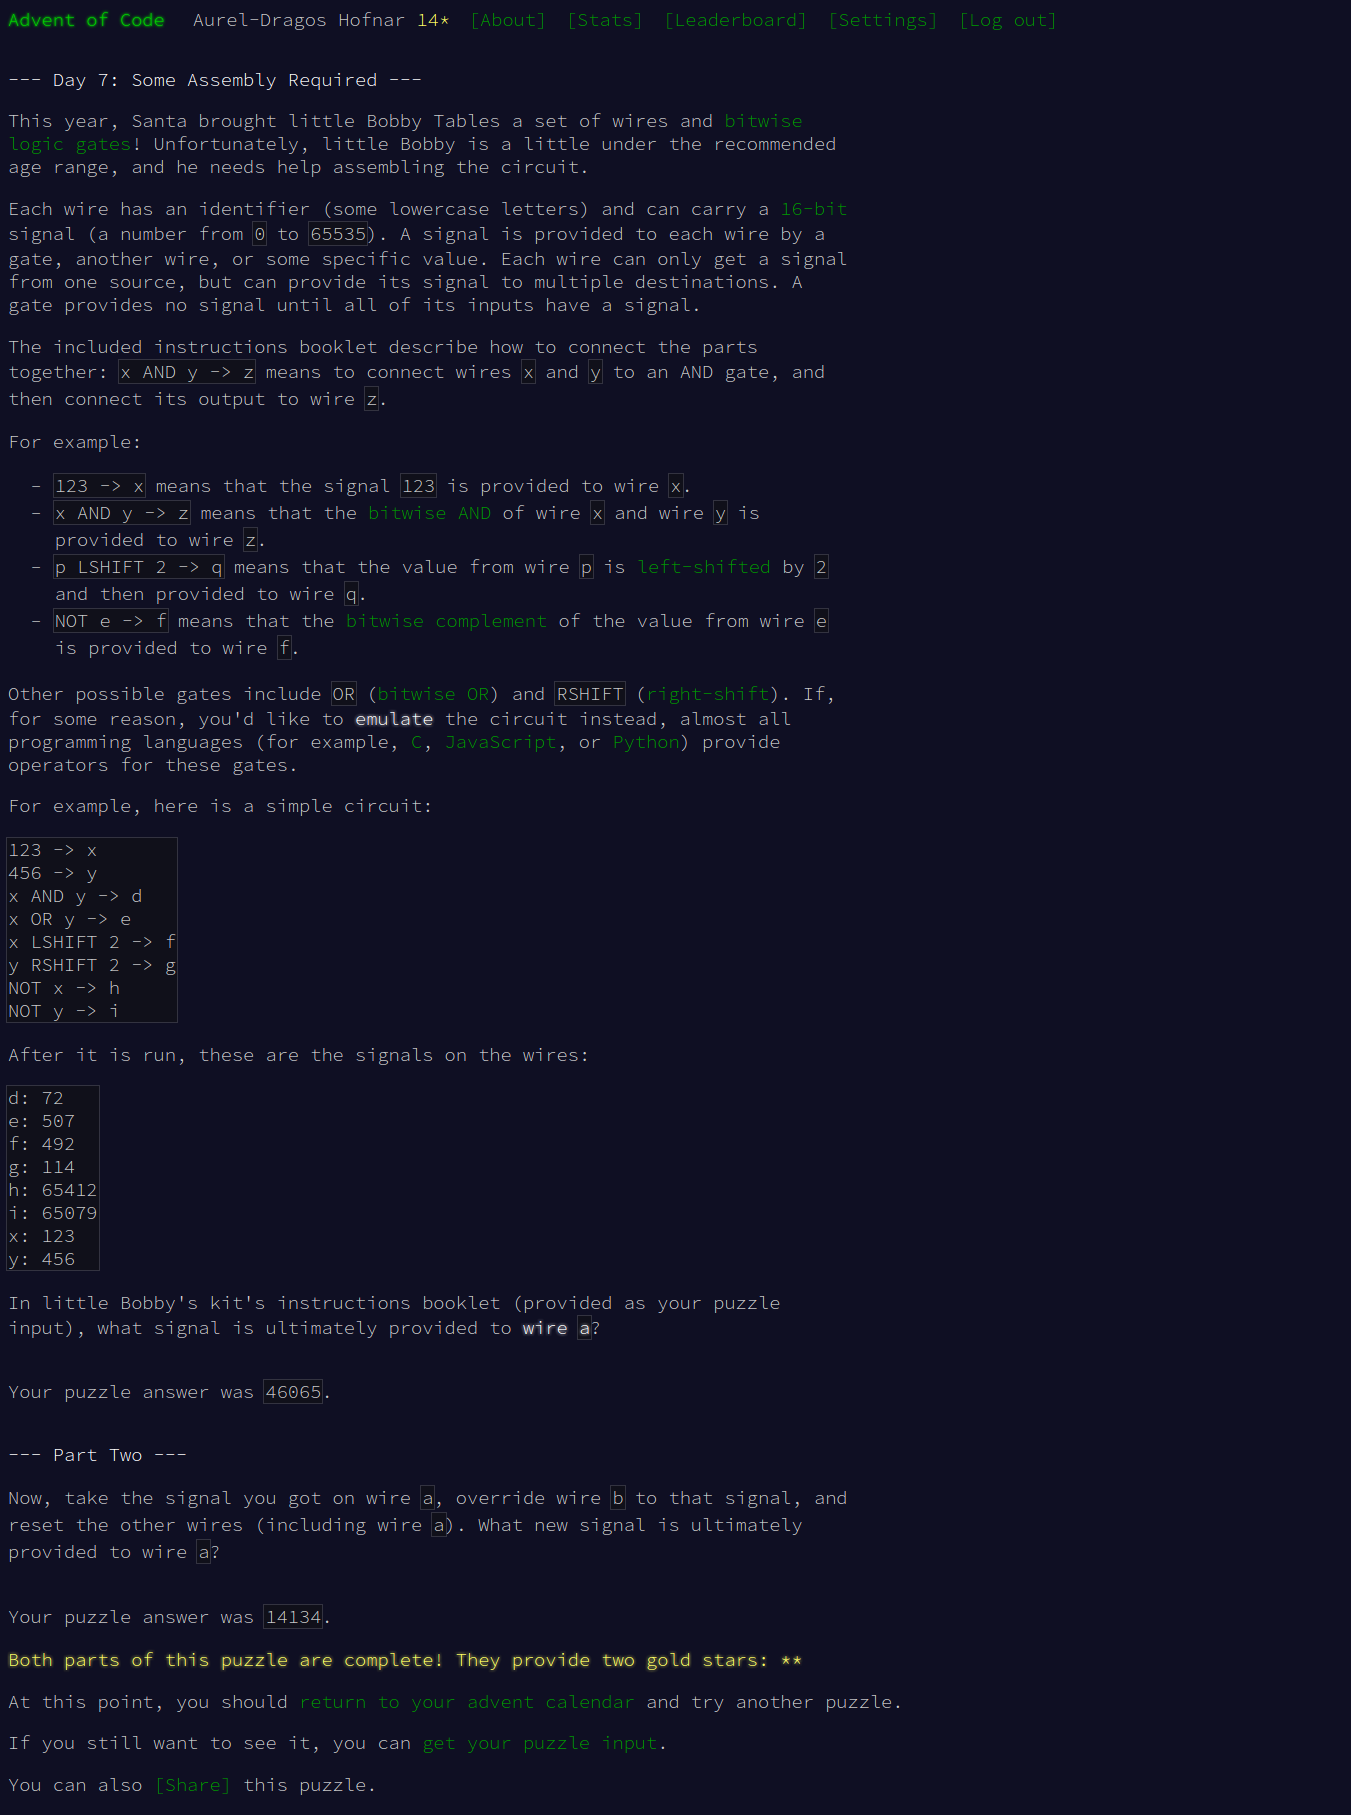 Advent of Code Aurel-Dragos Hofnar 14* [About] [Stats] [Leaderboard] [Settings] [Log out]
--- Day 7: Some Assembly Required ---
This year, Santa brought little Bobby Tables a set of wires and bitwise
logic gates! Unfortunately, little Bobby is a little under the recommended
age range, and he needs help assembling the circuit.
Each wire has an identifier (some lowercase letters) and can carry a 16-bit
signal (a number from 0 to 65535). A signal is provided to each wire by a
gate, another wire, or some specific value. Each wire can only get a signal
from one source, but can provide its signal to multiple destinations. A
gate provides no signal until all of its inputs have a signal.
The included instructions booklet describe how to connect the parts
together: x AND y -> z means to connect wires x and y to an AND gate, and
then connect its output to wire z.
For example:
- 123 -> x means that the signal 123 is provided to wire x.
- x AND y -> z means that the bitwise AND of wire x and wire y is
provided to wire z.
- p LSHIFT 2 -> q means that the value from wire p is left-shifted by 2
and then provided to wire q.
- NOT e -> f means that the bitwise complement of the value from wire e
is provided to wire f.
Other possible gates include OR (bitwise OR) and RSHIFT (right-shift). If,
for some reason, you'd like to emulate the circuit instead, almost all
programming languages (for example, C, JavaScript, or Python) provide
operators for these gates.
For example, here is a simple circuit:
123 -> x
456 -> y
x AND y -> d
x OR y -> e
x LSHIFT 2 -> f
y RSHIFT 2 -> g
NOT x -> h
NOT y -> i
After it is run, these are the signals on the wires:
d: 72
e: 507
f: 492
g: 114
h: 65412
i: 65079
x: 123
y: 456
In little Bobby's kit's instructions booklet (provided as your puzzle
input), what signal is ultimately provided to wire a?
Your puzzle answer was 46065.
--- Part Two ---
Now, take the signal you got on wire a, override wire b to that signal, and
reset the other wires (including wire a). What new signal is ultimately
provided to wire a?
Your puzzle answer was 14134.
Both parts of this puzzle are complete! They provide two gold stars: **
At this point, you should return to your advent calendar and try another puzzle.
If you still want to see it, you can get your puzzle input.
You can also [Share] this puzzle.